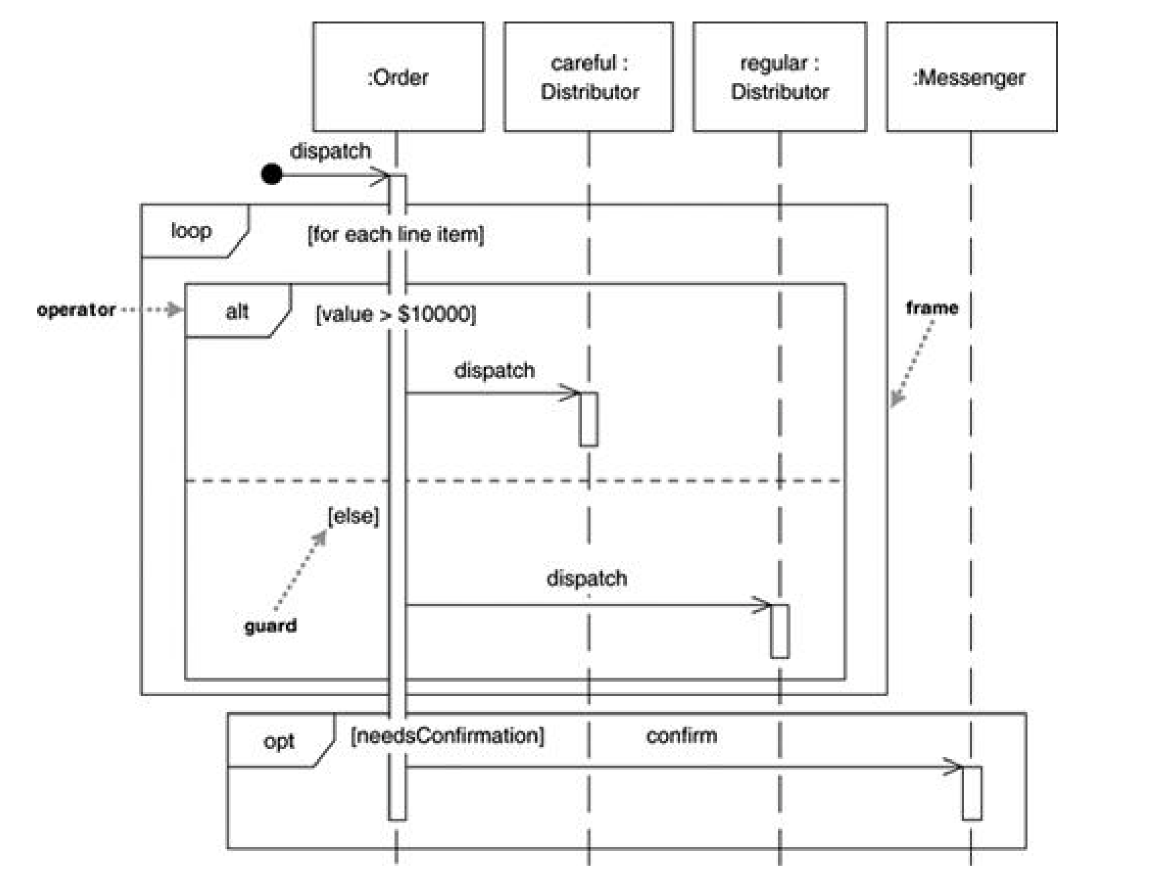 :Order
careful :
Distributor
regular :
Distributor
:Messenger
dispatch
loop
[for each line item]
operator
alt
[value > $10000]
frame
dispatch
[else]
dispatch
guard
opt
[needsConfirmation]
confirm